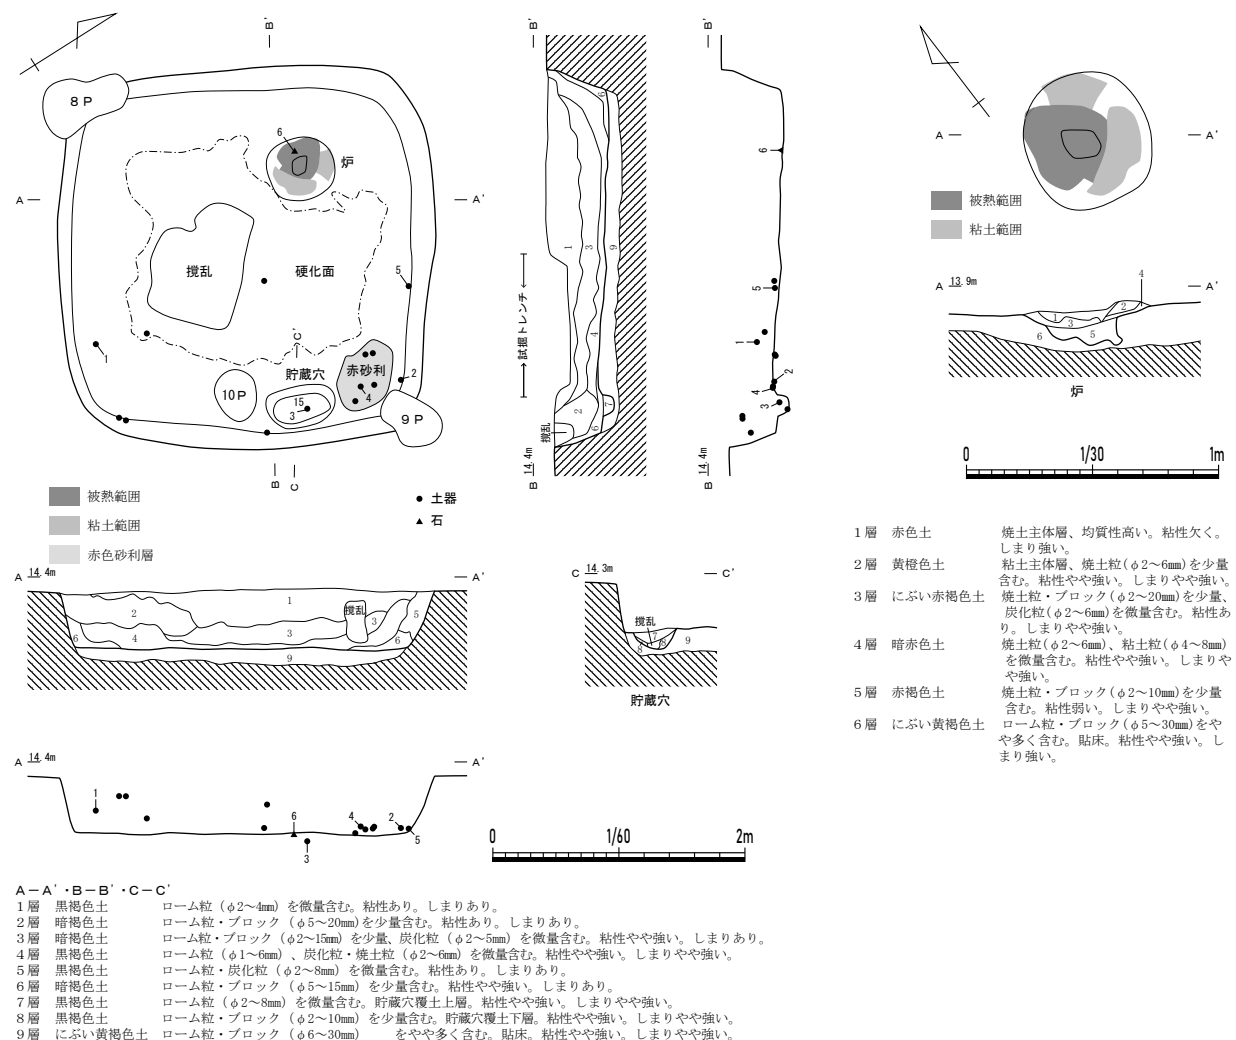 B'
8 P
6
炉
A
A'
撹乱
硬化面
5
C'
1
貯蔵穴
赤砂利
2
10 P
15
3
4
9 P
B
C
被熱範囲
粘土範囲
赤色砂利層
土器
石
B'
6
1
3
9
試掘トレンチ
4
2
7
6
撹乱
14.4m
B
B'
6
5
1
2
4
3
14.4m
B
A
A'
被熱範囲
粘土範囲
A 13.9m
A'
4
2
1
3
5
6
炉
0
1/30
1m
A 14.4m
A'
1
2
撹乱
3
5
6
4
3
6
9
C 14.3m
C'
撹乱
7
8
8
9
貯蔵穴
A 14.4m
A'
1
6
4
2
5
3
0
1/60
2m
1層 赤色土 焼土主体層、均質性高い。粘性欠く。
しまり強い。
2層 黄橙色土 粘土主体層、焼土粒(φ2～6㎜)を少量
含む。粘性やや強い。しまりやや強い。
3層 にぶい赤褐色土 焼土粒・ブロック(φ2～20㎜)を少量、
炭化粒(φ2～6㎜)を微量含む。粘性あ
り。しまりやや強い。
4層 暗赤色土 焼土粒(φ2～6㎜)、粘土粒(φ4～8㎜)
を微量含む。粘性やや強い。しまりや
や強い。
5層 赤褐色土 焼土粒・ブロック(φ2～10㎜)を少量
含む。粘性弱い。しまりやや強い。
6層 にぶい黄褐色土 ローム粒・ブロック(φ5～30㎜)をや
や多く含む。貼床。粘性やや強い。し
まり強い。
A－A'・B－B'・C－C'
1層 黒褐色土 ローム粒（φ2～4㎜）を微量含む。粘性あり。しまりあり。
2層 暗褐色土 ローム粒・ブロック（φ5～20㎜)を少量含む。粘性あり。しまりあり。
3層 暗褐色土 ローム粒・ブロック（φ2～15㎜）を少量、炭化粒（φ2～5㎜）を微量含む。粘性やや強い。しまりあり。
4層 黒褐色土 ローム粒（φ1～6㎜）、炭化粒・焼土粒（φ2～6㎜）を微量含む。粘性やや強い。しまりやや強い。
5層 黒褐色土 ローム粒・炭化粒（φ2～8㎜）を微量含む。粘性あり。しまりあり。
6層 暗褐色土 ローム粒・ブロック（φ5～15㎜）を少量含む。粘性やや強い。しまりあり。
7層 黒褐色土 ローム粒（φ2～8㎜）を微量含む。貯蔵穴覆土上層。粘性やや強い。しまりやや強い。
8層 黒褐色土 ローム粒・ブロック（φ2～10㎜）を少量含む。貯蔵穴覆土下層。粘性やや強い。しまりやや強い。
9層 にぶい黄褐色土 ローム粒・ブロック（φ6～30㎜） をやや多く含む。貼床。粘性やや強い。しまりやや強い。